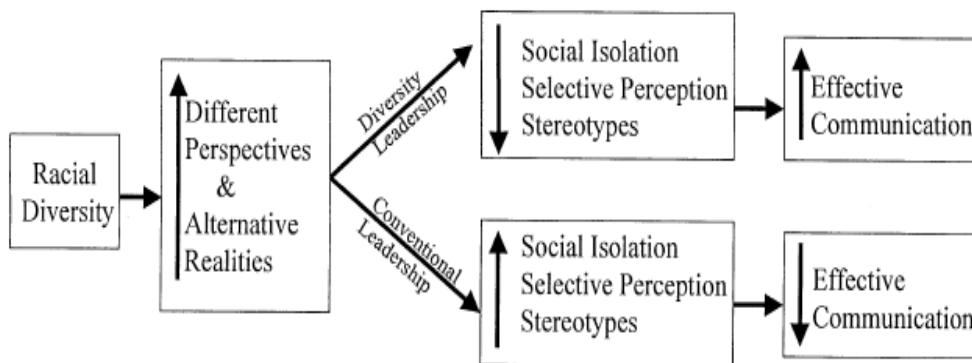 Racial
Diversity
Different
Perspectives
&
Alternative
Realities
Diversity
Leadership
Conventional
Leadership
Social Isolation
Selective Perception
Stereotypes
Effective
Communication
Social Isolation
Selective Perception
Stereotypes
Effective
Communication